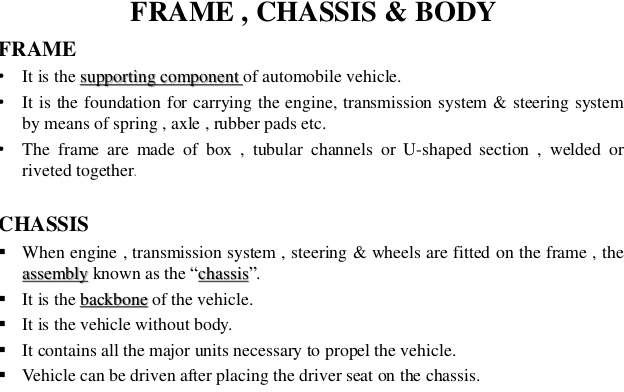 FRAME , CHASSIS & BODY
FRAME
• It is the supporting component of automobile vehicle.
• It is the foundation for carrying the engine, transmission system & steering system
by means of spring , axle , rubber pads etc.
• The frame are made of box , tubular channels or U-shaped section , welded or
riveted together.
CHASSIS
▪ When engine , transmission system , steering & wheels are fitted on the frame , the
assembly known as the “chassis”.
▪ It is the backbone of the vehicle.
▪ It is the vehicle without body.
▪ It contains all the major units necessary to propel the vehicle.
▪ Vehicle can be driven after placing the driver seat on the chassis.